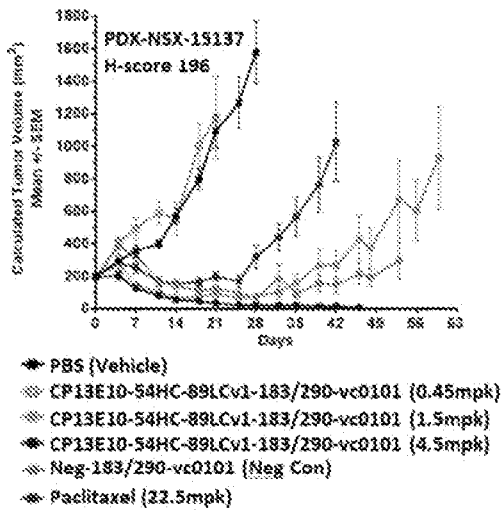 1800
1600
1400
1200
1000
800
600
400
200
0
Calculated Tumor Volume (mm²)
Mean +/- SEM
PDX-NSX-15137
H-score 196
0 7 14 21 28 35 42 49 56 63
Days
PBS (Vehicle)
CP13E10-54HC-89LCv1-183/290-vc0101 (0.45mpk)
CP13E10-54HC-89LCv1-183/290-vc0101 (1.5mpk)
CP13E10-54HC-89LCv1-183/290-vc0101 (4.5mpk)
Neg-183/290-vc0101 (Neg Con)
Paclitaxel (22.5mpk)